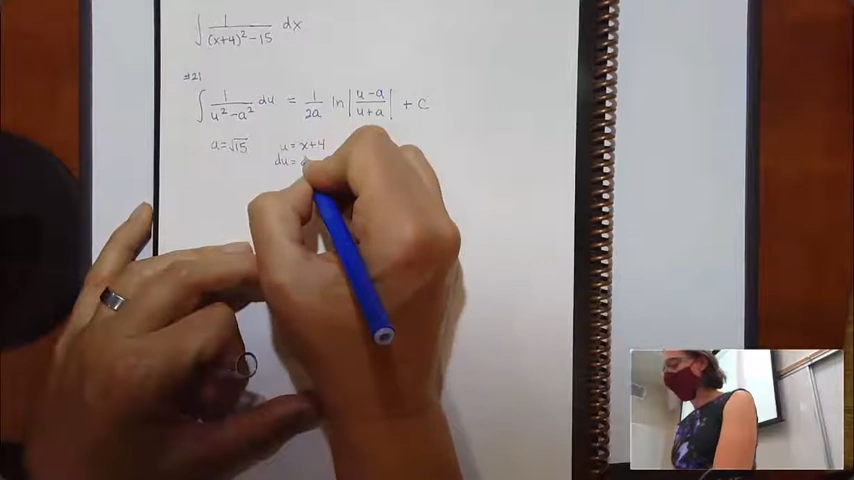 ∫ 1/((x+4)² - 15) dx
#21
∫ 1/(u² - a²) du = 1/(2a) ln |(u - a)/(u + a)| + C
a = √15 u = x+4
du =